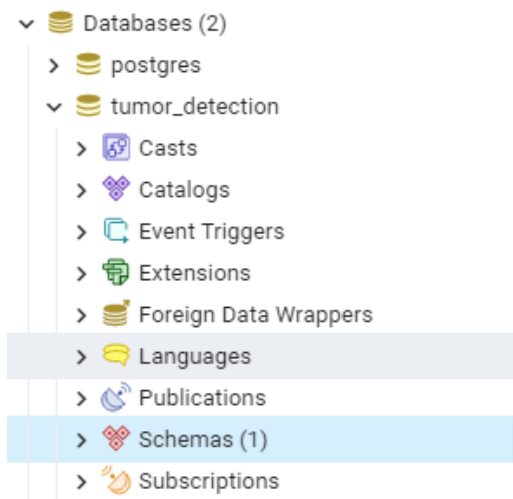 Databases (2)
postgres
tumor_detection
Casts
Catalogs
Event Triggers
Extensions
Foreign Data Wrappers
Languages
Publications
Schemas (1)
Subscriptions